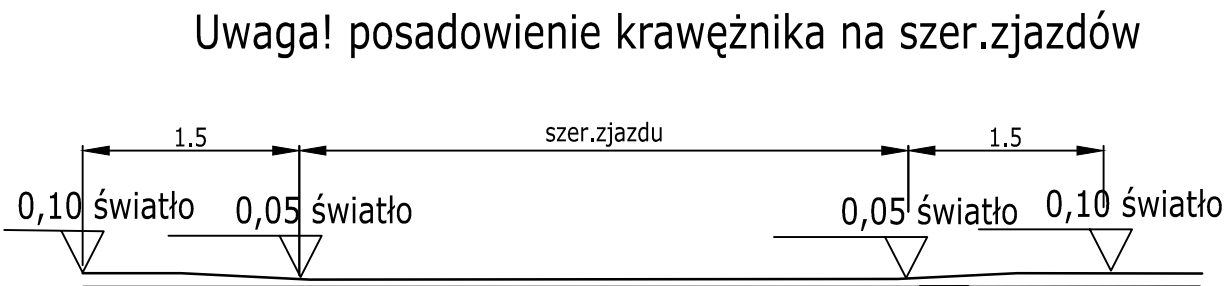 Uwaga! posadowienie krawężnika na szer.zjazdów
1.5 szer.zjazdu 1.5
0,10 światło 0,05 światło 0,05 światło 0,10 światło